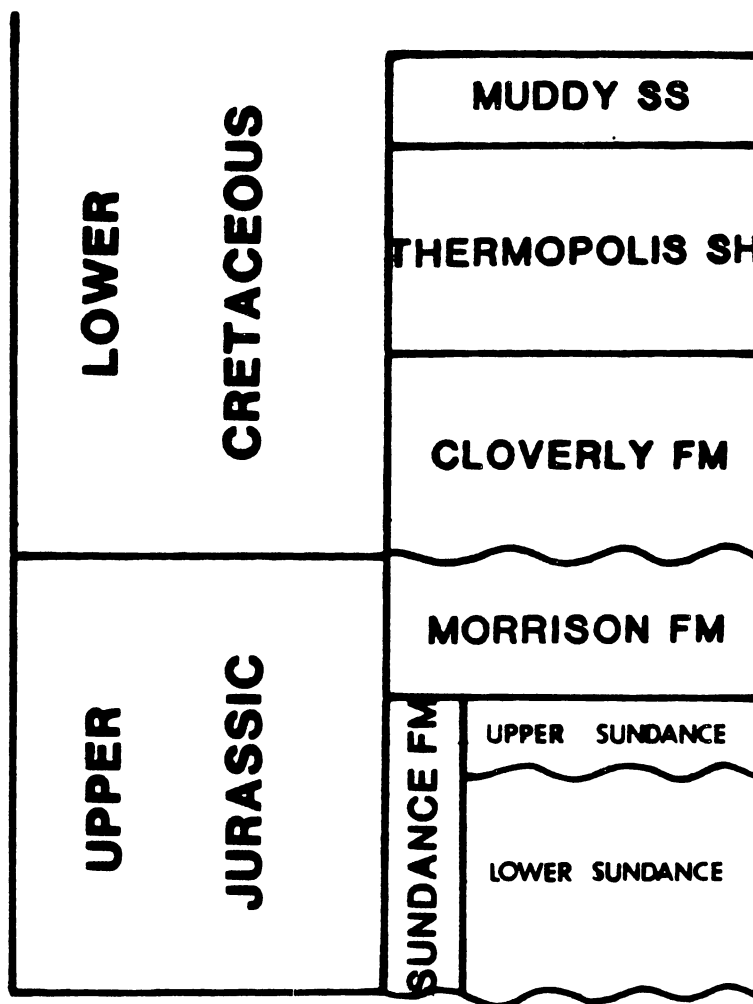 LOWER
CRETACEOUS
MUDDY SS
THERMOPOLIS SH
CLOVERLY FM
UPPER
JURASSIC
MORRISON FM
SUNDANCE FM
UPPER SUNDANCE
LOWER SUNDANCE